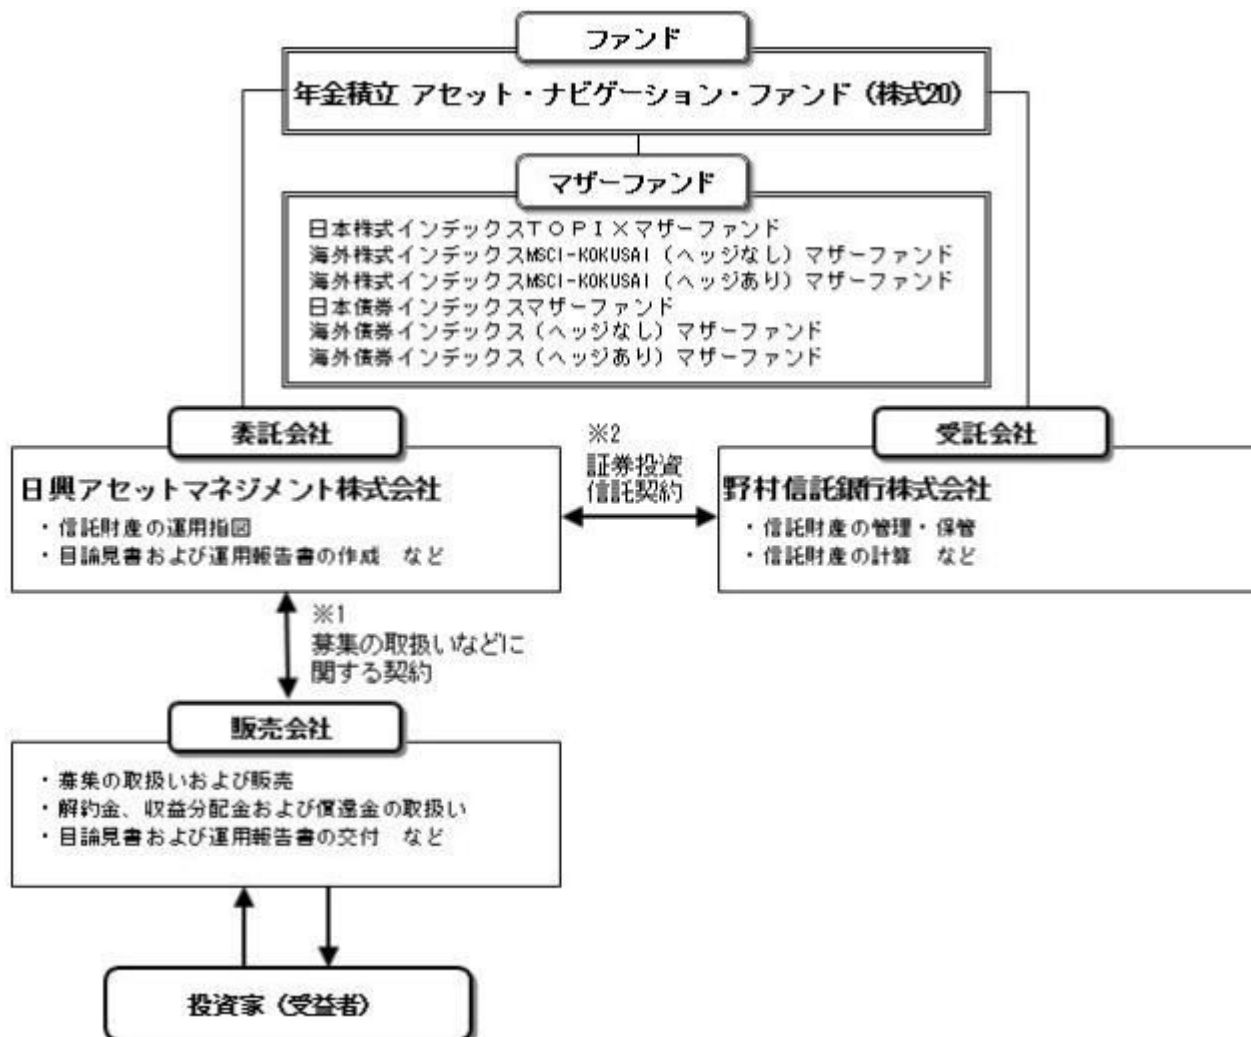 ファンド
年金積立 アセット・ナビゲーション・ファンド（株式20）
マザーファンド
日本株式インデックスＴＯＰＩＸマザーファンド
海外株式インデックスMSCI-KOKUSAI（ヘッジなし）マザーファンド
海外株式インデックスMSCI-KOKUSAI（ヘッジあり）マザーファンド
日本債券インデックスマザーファンド
海外債券インデックス（ヘッジなし）マザーファンド
海外債券インデックス（ヘッジあり）マザーファンド
委託会社
日興アセットマネジメント株式会社
・信託財産の運用指図
・目論見書および運用報告書の作成　など
※2
証券投資
信託契約
受託会社
野村信託銀行株式会社
・信託財産の管理・保管
・信託財産の計算　など
※1
募集の取扱いなどに
関する契約
販売会社
・募集の取扱いおよび販売
・解約金、収益分配金および償還金の取扱い
・目論見書および運用報告書の交付　など
投資家（受益者）